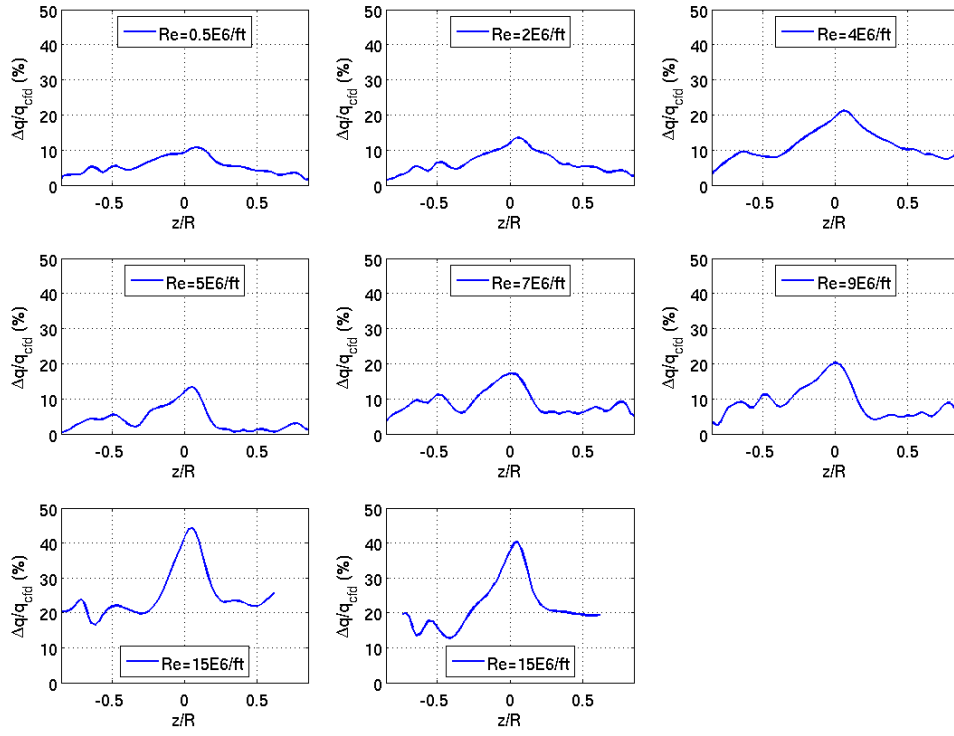 50
40
30
20
10
0
Δq/q_cfd (%)
Re=0.5E6/ft
-0.5 0 0.5
z/R
50
40
30
20
10
0
Δq/q_cfd (%)
Re=2E6/ft
-0.5 0 0.5
z/R
50
40
30
20
10
0
Δq/q_cfd (%)
Re=4E6/ft
-0.5 0 0.5
z/R
50
40
30
20
10
0
Δq/q_cfd (%)
Re=5E6/ft
-0.5 0 0.5
z/R
50
40
30
20
10
0
Δq/q_cfd (%)
Re=7E6/ft
-0.5 0 0.5
z/R
50
40
30
20
10
0
Δq/q_cfd (%)
Re=9E6/ft
-0.5 0 0.5
z/R
50
40
30
20
10
0
Δq/q_cfd (%)
Re=15E6/ft
-0.5 0 0.5
z/R
50
40
30
20
10
0
Δq/q_cfd (%)
Re=15E6/ft
-0.5 0 0.5
z/R